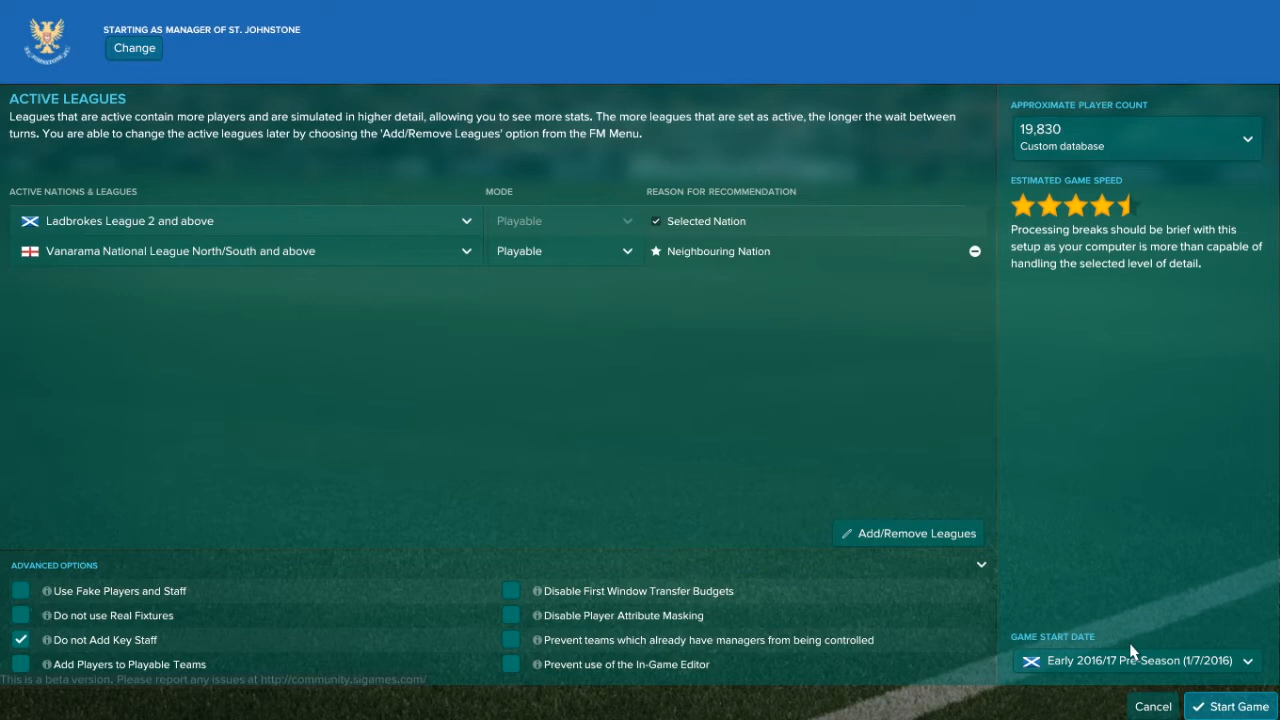 STARTING AS MANAGER OF ST. JOHNSTONE
Change
ACTIVE LEAGUES
Leagues that are active contain more players and are simulated in higher detail, allowing you to see more stats. The more leagues that are set as active, the longer the wait between
turns. You are able to change the active leagues later by choosing the 'Add/Remove Leagues' option from the FM Menu.
ACTIVE NATIONS & LEAGUES MODE REASON FOR RECOMMENDATION
Ladbrokes League 2 and above Playable Selected Nation
Vanarama National League North/South and above Playable Neighbouring Nation
Add/Remove Leagues
APPROXIMATE PLAYER COUNT
19,830
Custom database
ESTIMATED GAME SPEED
Processing breaks should be brief with this
setup as your computer is more than capable of
handling the selected level of detail.
ADVANCED OPTIONS
Use Fake Players and Staff
Do not use Real Fixtures
Do not Add Key Staff
Add Players to Playable Teams
Disable First Window Transfer Budgets
Disable Player Attribute Masking
Prevent teams which already have managers from being controlled
Prevent use of the In-Game Editor
This is a beta version. Please report any issues at http://community.sigames.com/
GAME START DATE
Early 2016/17 Pre-Season (1/7/2016)
Cancel
Start Game